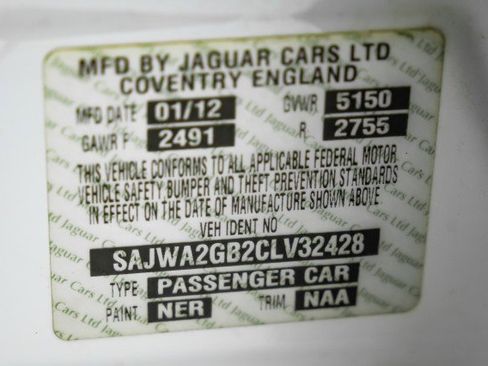 MFD BY JAGUAR CARS LTD
COVENTRY ENGLAND
MFD DATE 01/12 GVWR 5150
GAWR F 2491 R 2755
THIS VEHICLE CONFORMS TO ALL APPLICABLE FEDERAL MOTOR
VEHICLE SAFETY BUMPER AND THEFT PREVENTION STANDARDS
IN EFFECT ON THE DATE OF MANUFACTURE SHOWN ABOVE
VEH IDENT NO
SAJWA2GB2CLV32428
TYPE PASSENGER CAR
PAINT NER TRIM NAA